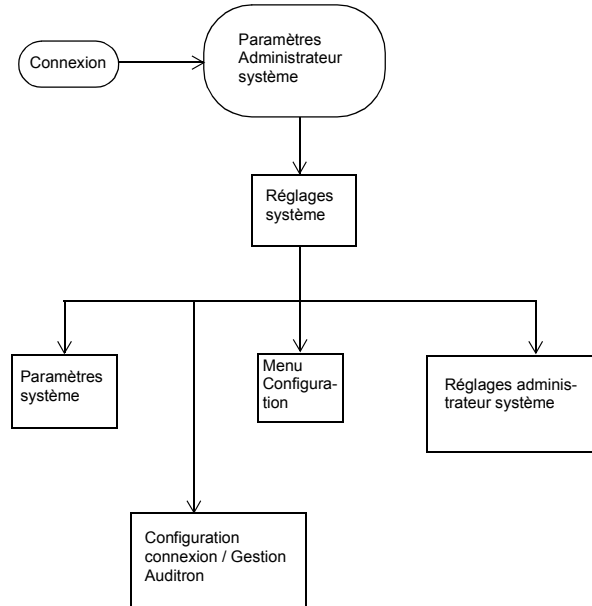 Connexion
Paramètres
Administrateur
système
Réglages
système
Paramètres
système
Menu
Configura-
tion
Réglages adminis-
trateur système
Configuration
connexion / Gestion
Auditron